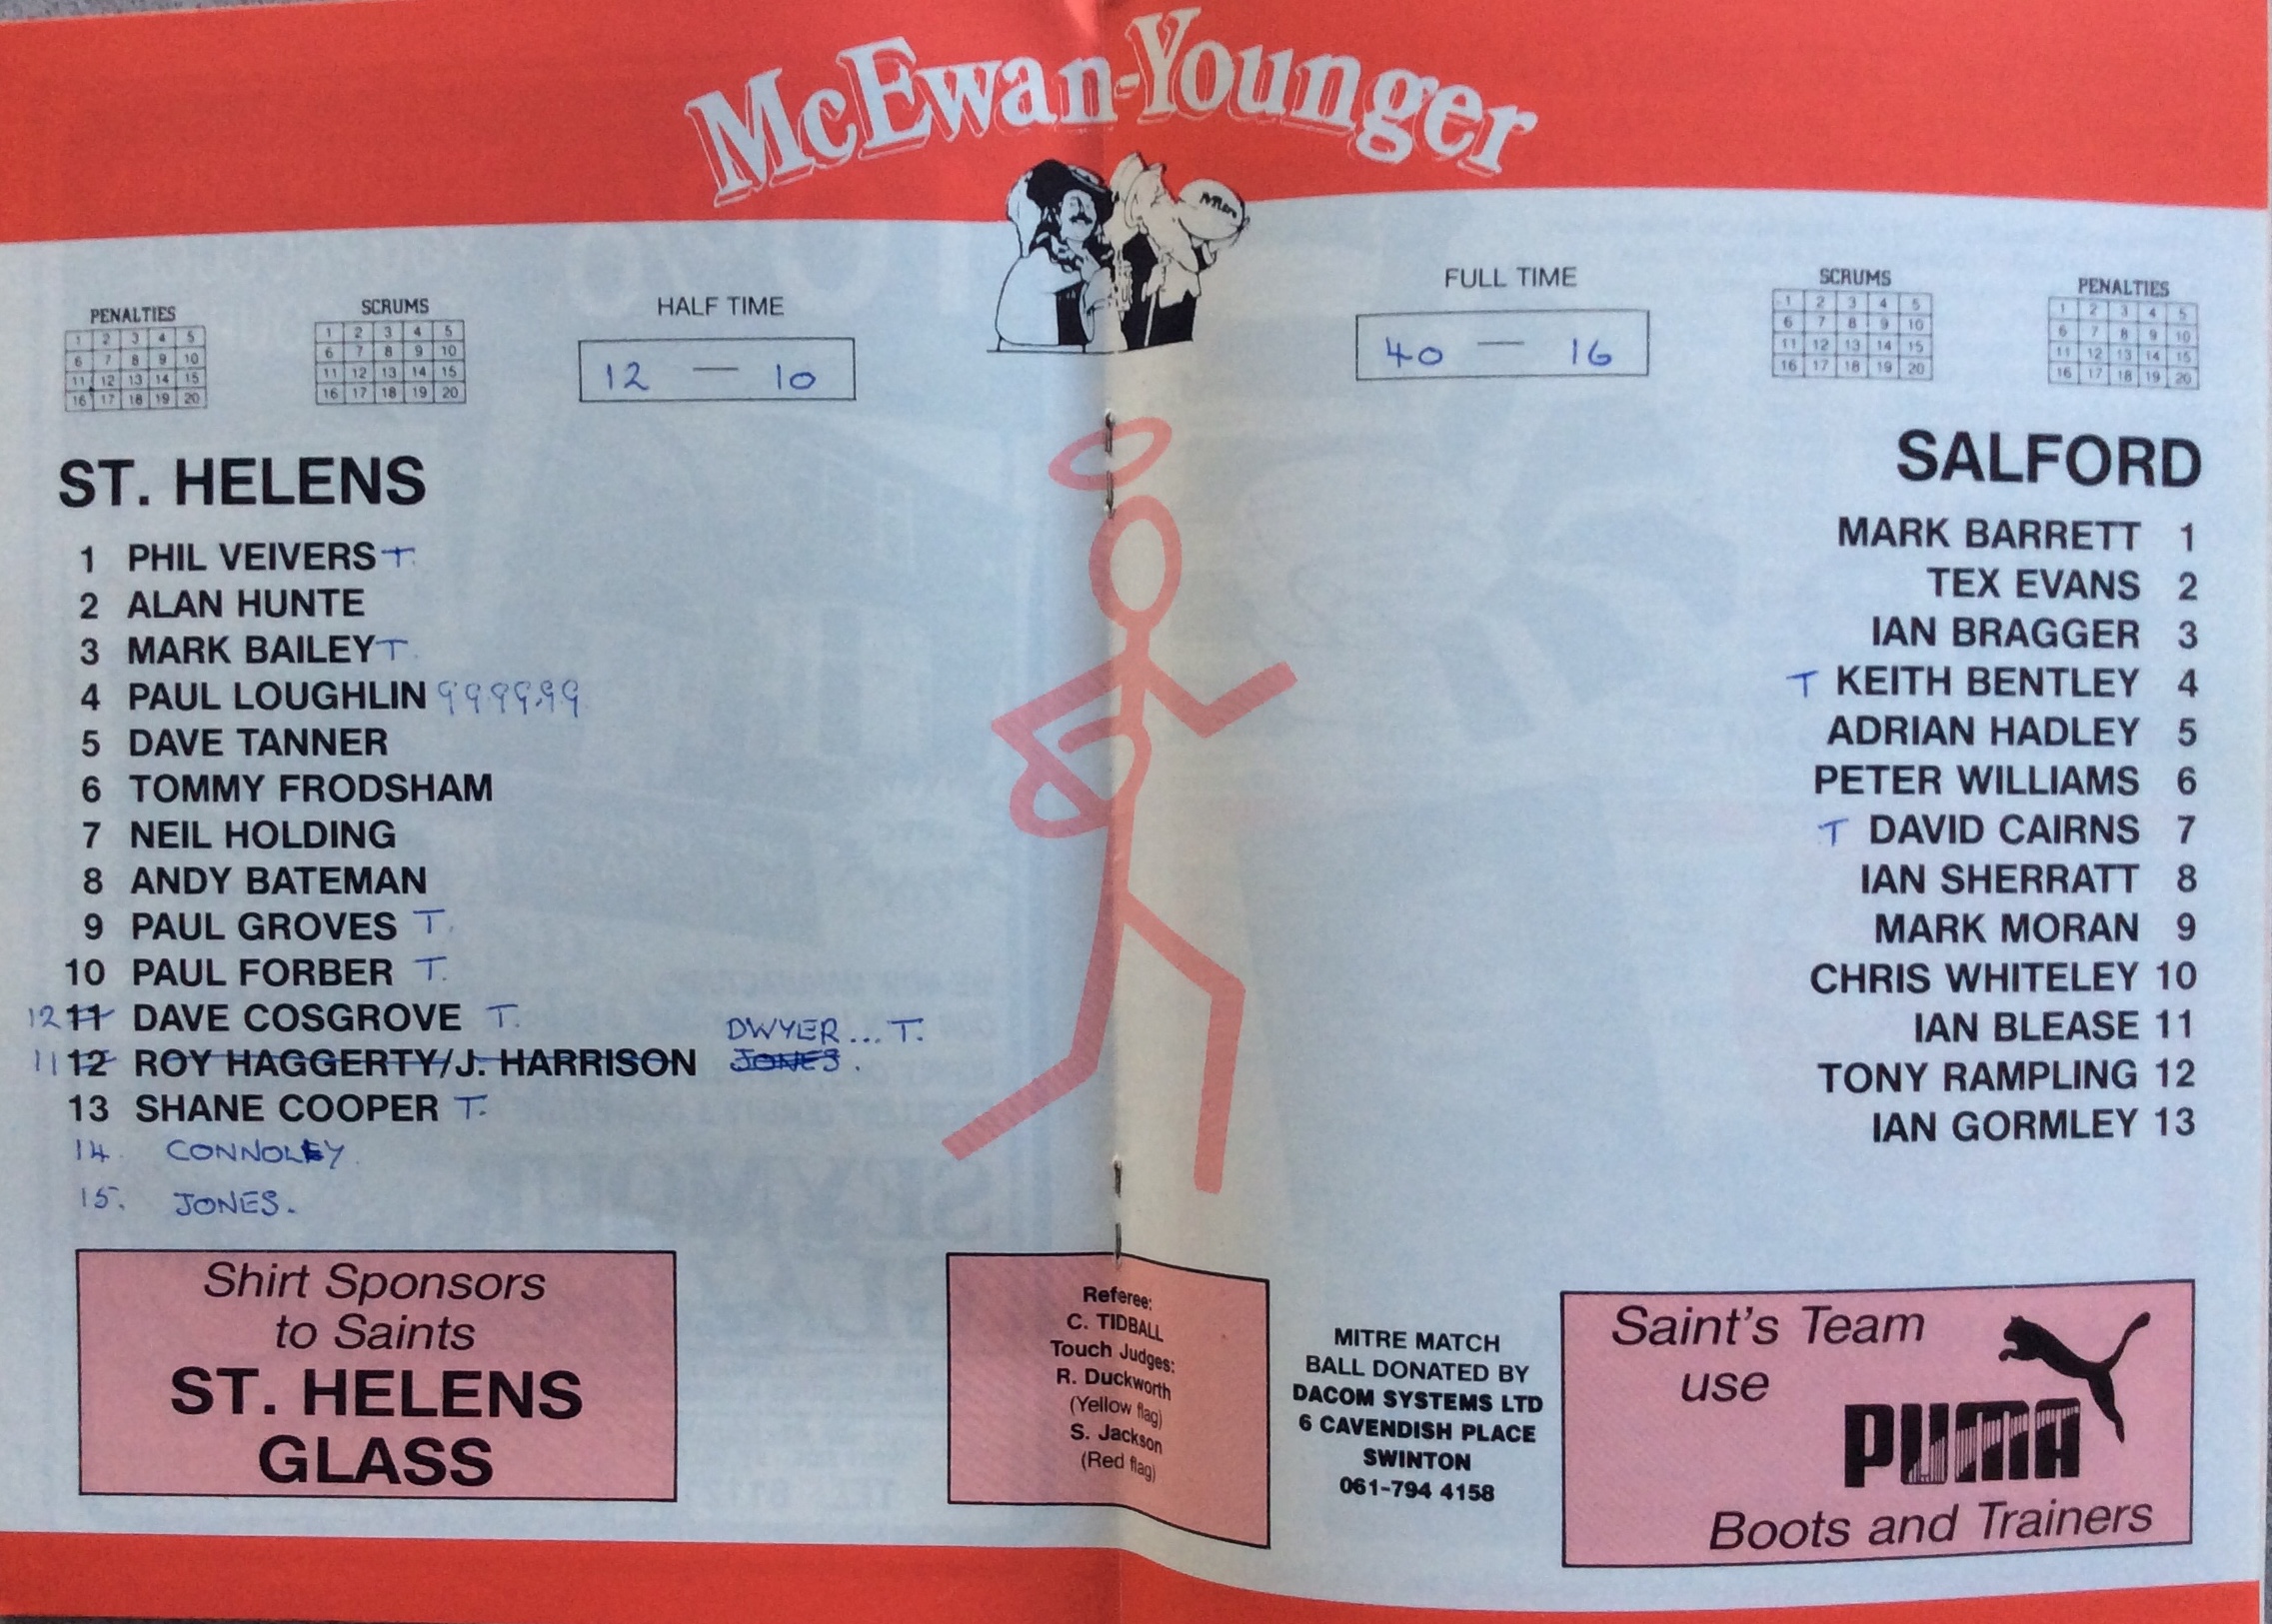 McEwan-Younger
PENALTIES
1 2 3 4 5
6 7 8 9 10
11 12 13 14 15
16 17 18 19 20
SCRUMS
1 2 3 4 5
6 7 8 9 10
11 12 13 14 15
16 17 18 19 20
HALF TIME
12 — 10
FULL TIME
40 — 16
SCRUMS
1 2 3 4 5
6 7 8 9 10
11 12 13 14 15
16 17 18 19 20
PENALTIES
1 2 3 4 5
6 7 8 9 10
11 12 13 14 15
16 17 18 19 20
ST. HELENS
1 PHIL VEIVERS T.
2 ALAN HUNTE
3 MARK BAILEY T.
4 PAUL LOUGHLIN
5 DAVE TANNER
6 TOMMY FRODSHAM
7 NEIL HOLDING
8 ANDY BATEMAN
9 PAUL GROVES T.
10 PAUL FORBER T.
12 11 DAVE COSGROVE T.
DWYER... T.
11 12 ROY HAGGERTY/J. HARRISON JONES.
13 SHANE COOPER T.
14. CONNOLEY.
15. JONES.
SALFORD
MARK BARRETT 1
TEX EVANS 2
IAN BRAGGER 3
T KEITH BENTLEY 4
ADRIAN HADLEY 5
PETER WILLIAMS 6
T DAVID CAIRNS 7
IAN SHERRATT 8
MARK MORAN 9
CHRIS WHITELEY 10
IAN BLEASE 11
TONY RAMPLING 12
IAN GORMLEY 13
Shirt Sponsors
to Saints
ST. HELENS
GLASS
Referee:
C. TIDBALL
Touch Judges:
R. Duckworth
(Yellow flag)
S. Jackson
(Red flag)
MITRE MATCH
BALL DONATED BY
DACOM SYSTEMS LTD
6 CAVENDISH PLACE
SWINTON
061-794 4158
Saint's Team
use
PUMA
Boots and Trainers